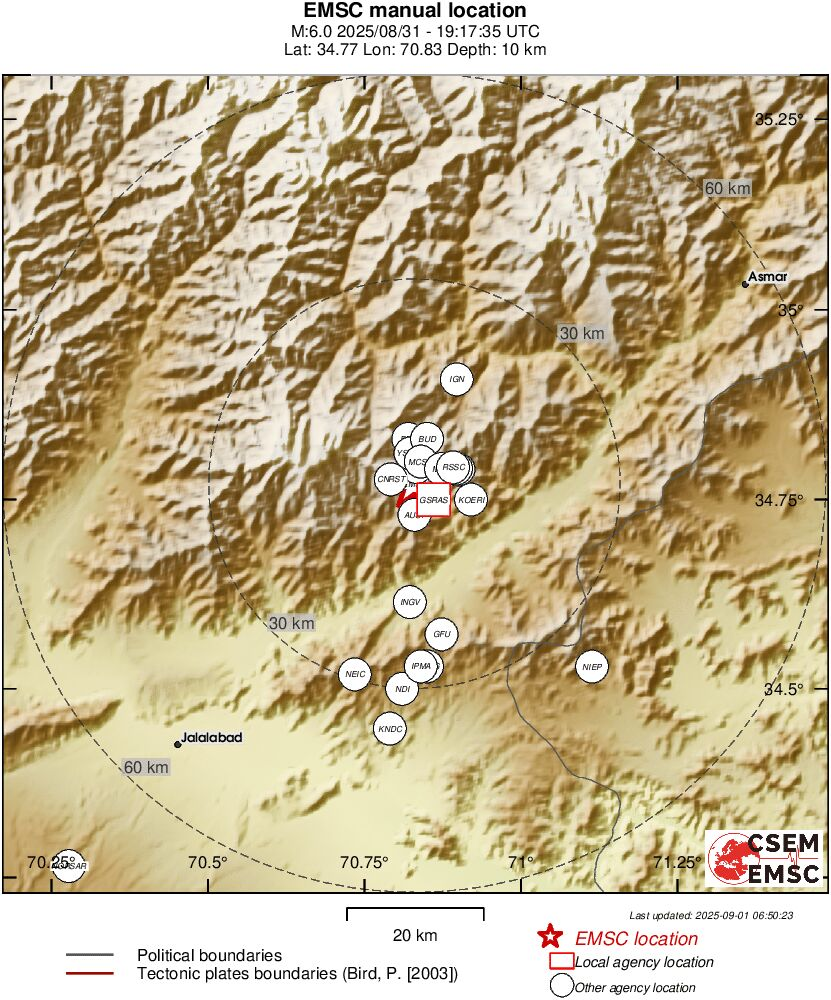 EMSC manual location
M:6.0 2025/08/31 - 19:17:35 UTC
Lat: 34.77 Lon: 70.83 Depth: 10 km
35.25°
60 km
Asmar
35°
30 km
IGN
BUD
MCS
RSSC
CNRST
GSRAS
KOERI
34.75°
INGV
30 km
GFU
IPMA
NIEP
NEIC
NDI
34.5°
KNDC
Jalalabad
60 km
70.25°
70.5°
70.75°
71°
71.25°
CSEM
EMSC
Last updated: 2025-09-01 06:50:23
20 km
EMSC location
Political boundaries
Local agency location
Tectonic plates boundaries (Bird, P. [2003])
Other agency location